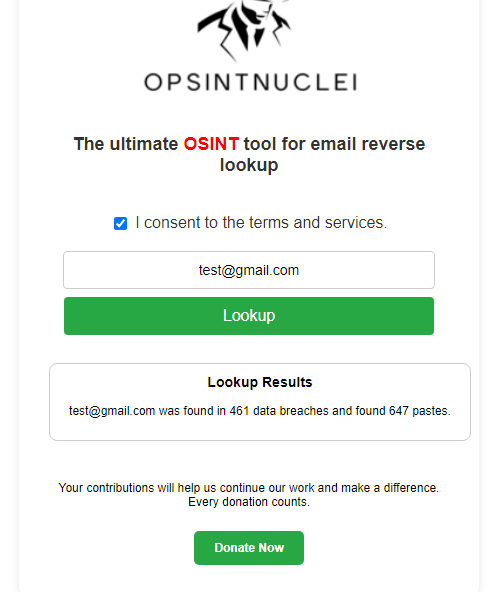 OPSINTNUCLEI
The ultimate OSINT tool for email reverse
lookup
I consent to the terms and services.
test@gmail.com
Lookup
Lookup Results
test@gmail.com was found in 461 data breaches and found 647 pastes.
Your contributions will help us continue our work and make a difference.
Every donation counts.
Donate Now